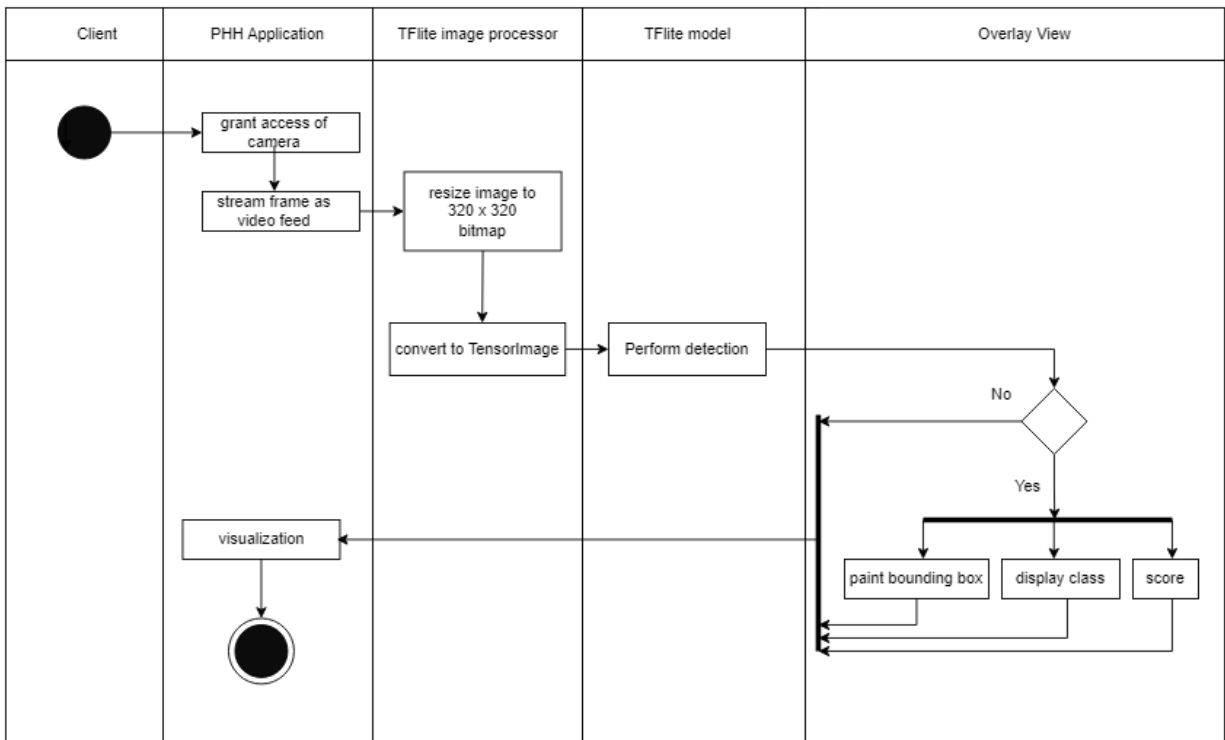 Client
PHH Application
TFlite image processor
TFlite model
Overlay View
grant access of
camera
stream frame as
video feed
resize image to
320 x 320
bitmap
convert to TensorImage
Perform detection
No
Yes
visualization
paint bounding box
display class
score